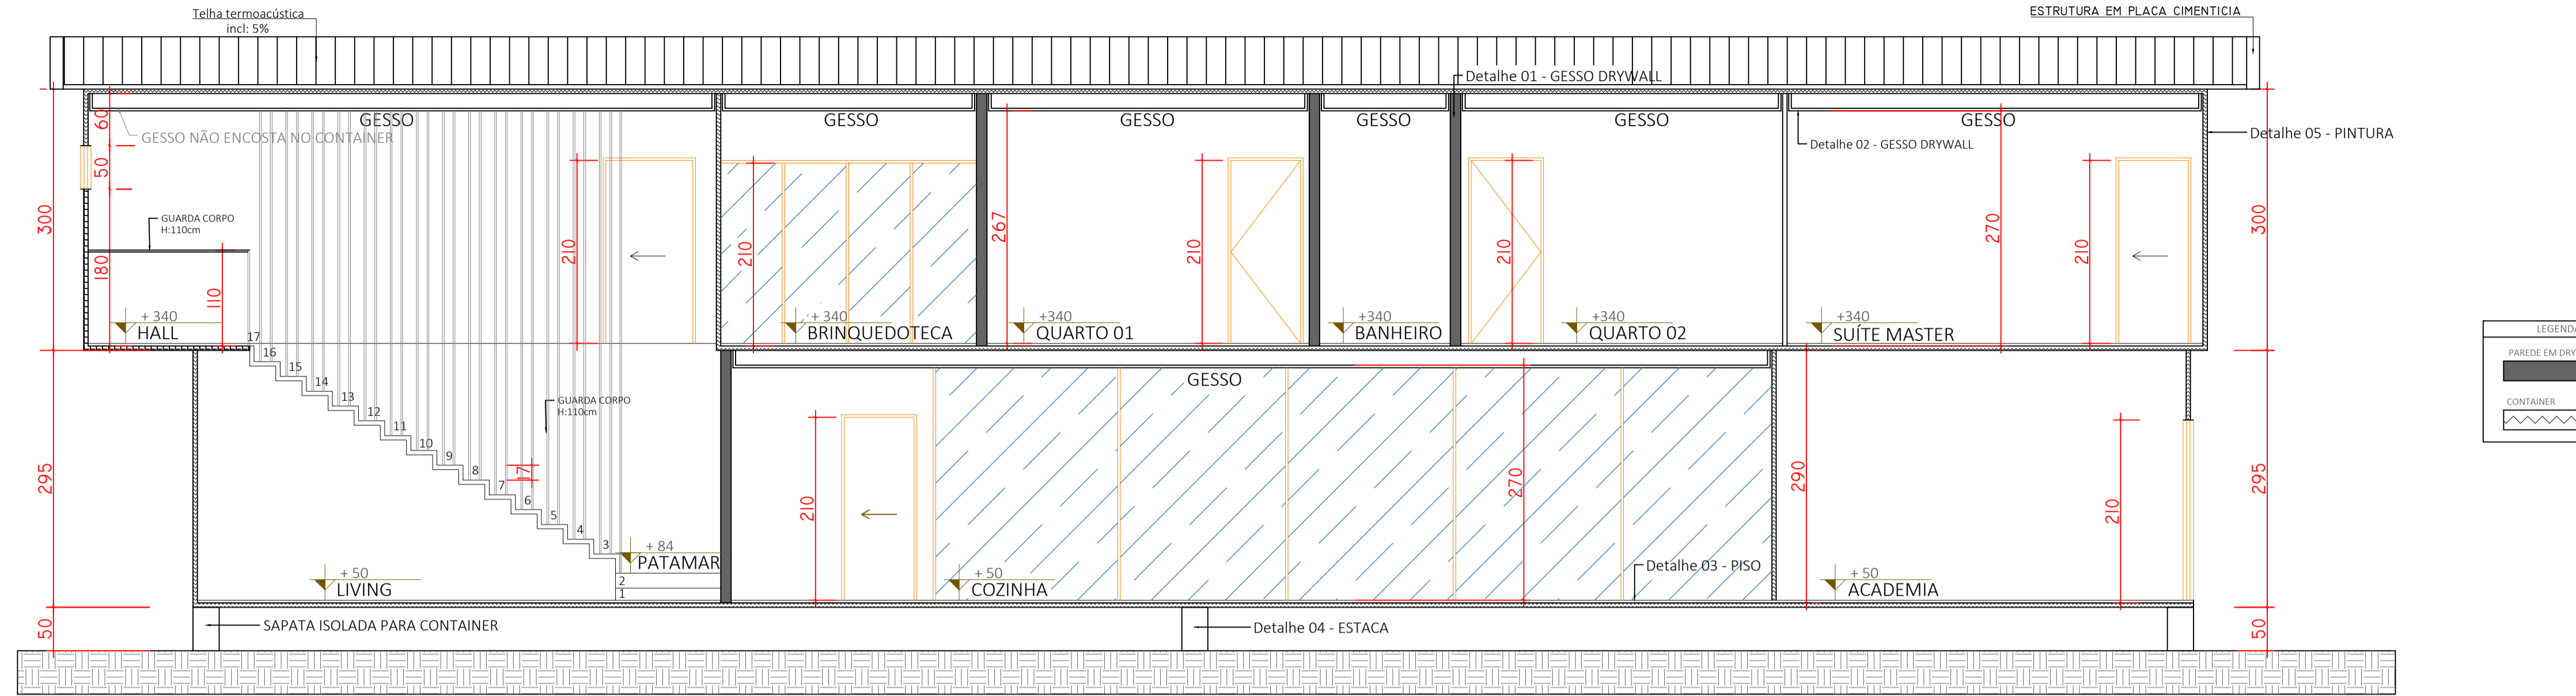 Telha termoacústica
incl: 5%
ESTRUTURA EM PLACA CIMENTICIA
Detalhe 01 - GESSO DRYWALL
GESSO
GESSO
GESSO
GESSO
GESSO
GESSO
GESSO NÃO ENCOSTA NO CONTAINER
Detalhe 02 - GESSO DRYWALL
Detalhe 05 - PINTURA
60
50
180
300
GUARDA CORPO
H:110cm
110
210
210
267
210
210
270
210
300
+ 340
HALL
+ 340
BRINQUEDOTECA
+340
QUARTO 01
+340
BANHEIRO
+340
QUARTO 02
+340
SUÍTE MASTER
17
16
15
14
13
12
11
10
9
8
7
6
5
4
3
2
1
17
GUARDA CORPO
H:110cm
GESSO
295
210
270
290
210
295
+ 84
PATAMAR
+ 50
LIVING
+ 50
COZINHA
Detalhe 03 - PISO
+ 50
ACADEMIA
50
SAPATA ISOLADA PARA CONTAINER
Detalhe 04 - ESTACA
50
LEGENDA
PAREDE EM DRY
CONTAINER